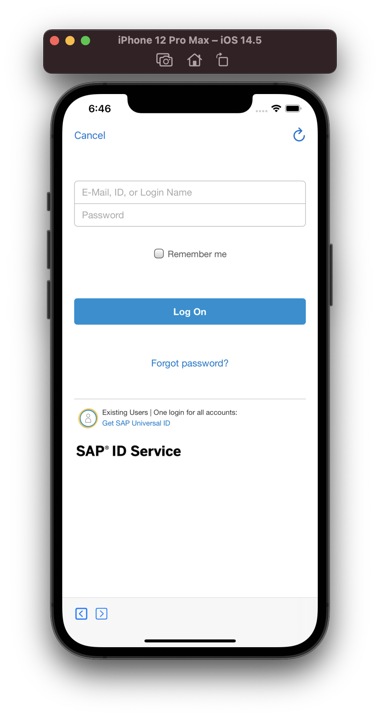 iPhone 12 Pro Max – iOS 14.5
6:46
Cancel
E-Mail, ID, or Login Name
Password
Remember me
Log On
Forgot password?
Existing Users | One login for all accounts:
Get SAP Universal ID
SAP® ID Service